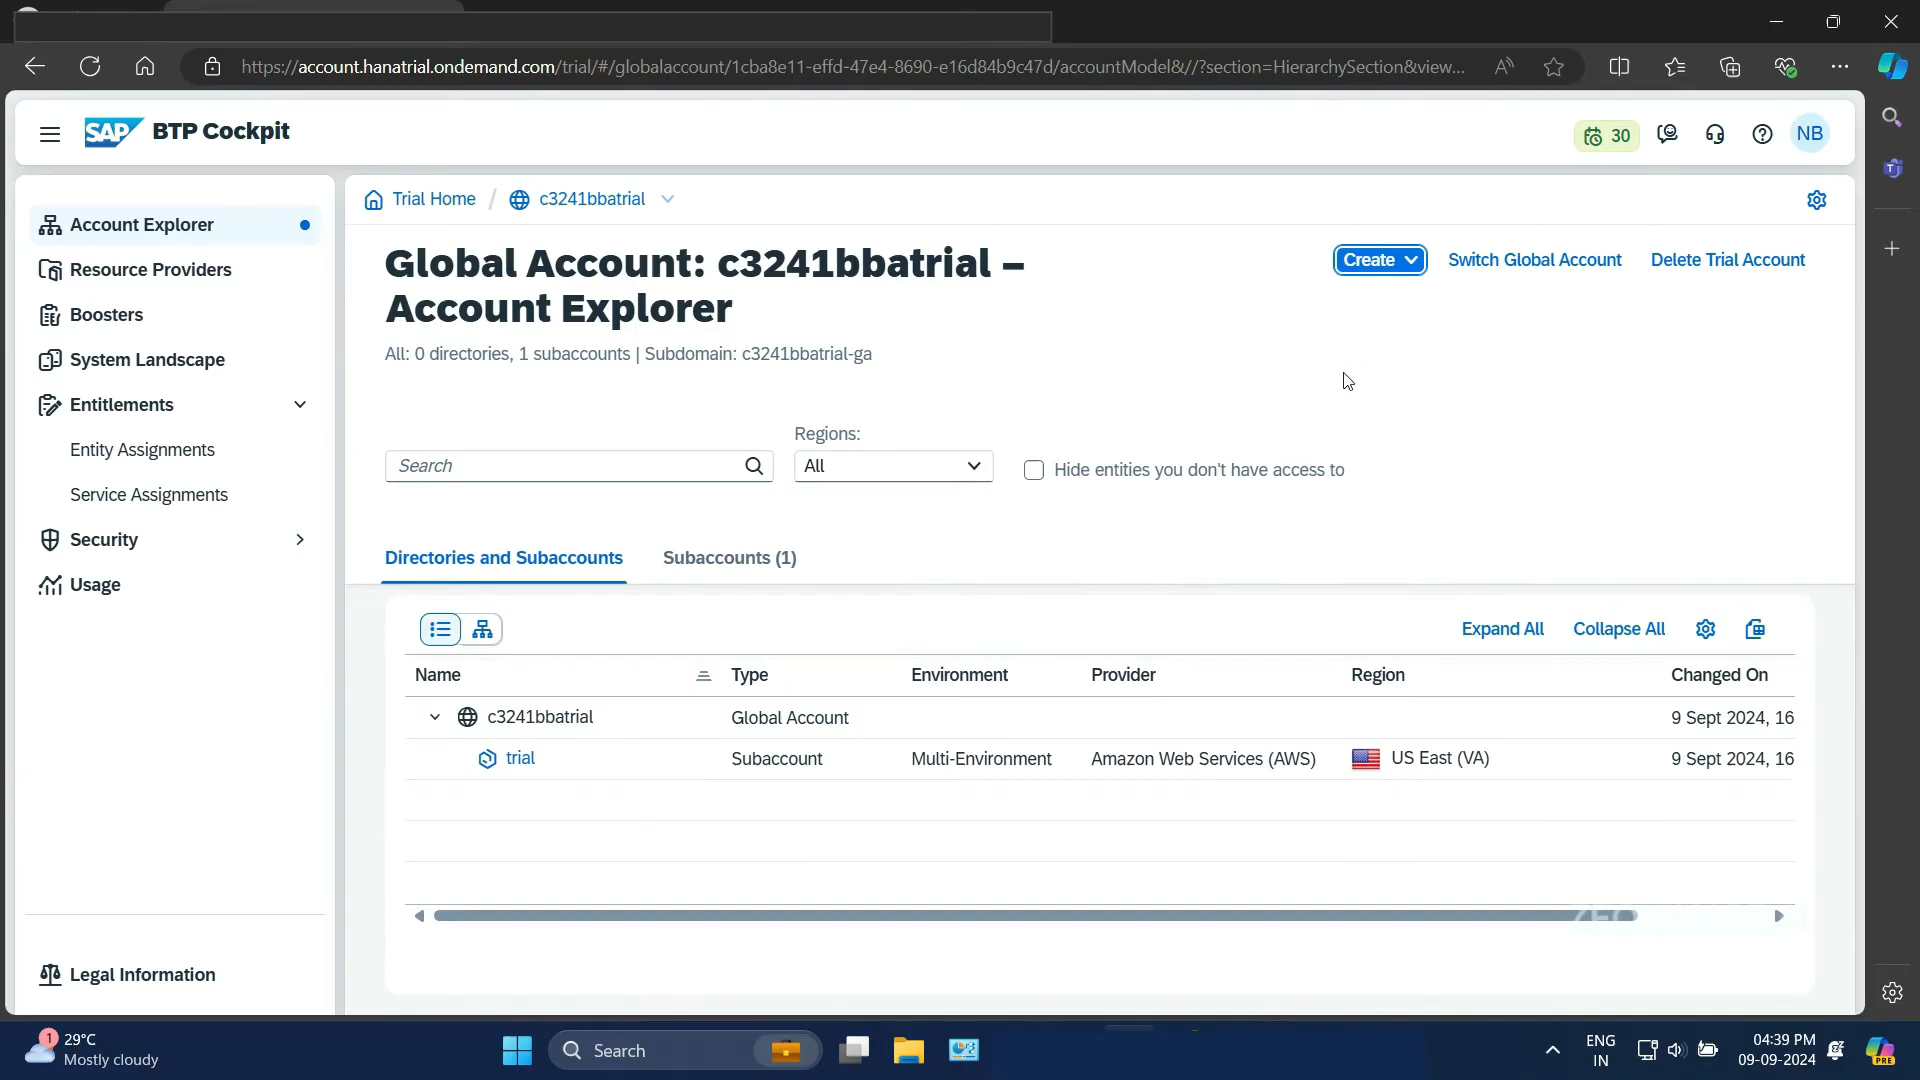 https://account.hanatrial.ondemand.com/trial/#/globalaccount/1cba8e11-effd-47e4-8690-e16d84b9c47d/accountModel&//?section=HierarchySection&view...
SAP BTP Cockpit
30
NB
Account Explorer
Resource Providers
Boosters
System Landscape
Entitlements
Entity Assignments
Service Assignments
Security
Usage
Legal Information
Trial Home / c3241bbatrial
Global Account: c3241bbatrial –
Account Explorer
Create
Switch Global Account
Delete Trial Account
All: 0 directories, 1 subaccounts | Subdomain: c3241bbatrial-ga
Regions:
Search
All
Hide entities you don't have access to
Directories and Subaccounts
Subaccounts (1)
Expand All
Collapse All
Name Type Environment Provider Region Changed On
c3241bbatrial Global Account 9 Sept 2024, 16
trial Subaccount Multi-Environment Amazon Web Services (AWS) US East (VA) 9 Sept 2024, 16
1
29°C
Mostly cloudy
Search
ENG
IN
04:39 PM
09-09-2024
PRE